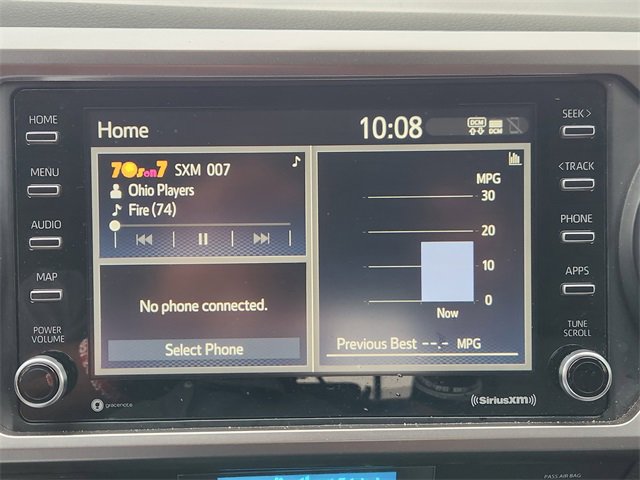 HOME
MENU
AUDIO
MAP
POWER
VOLUME
gracenote
Home
10:08
DCM
DCM
70s on 7 SXM 007
Ohio Players
Fire (74)
No phone connected.
Select Phone
MPG
30
20
10
0
Now
Previous Best --.- MPG
SEEK >
< TRACK
PHONE
APPS
TUNE
SCROLL
((SiriusXM))
PASS AIR BAG